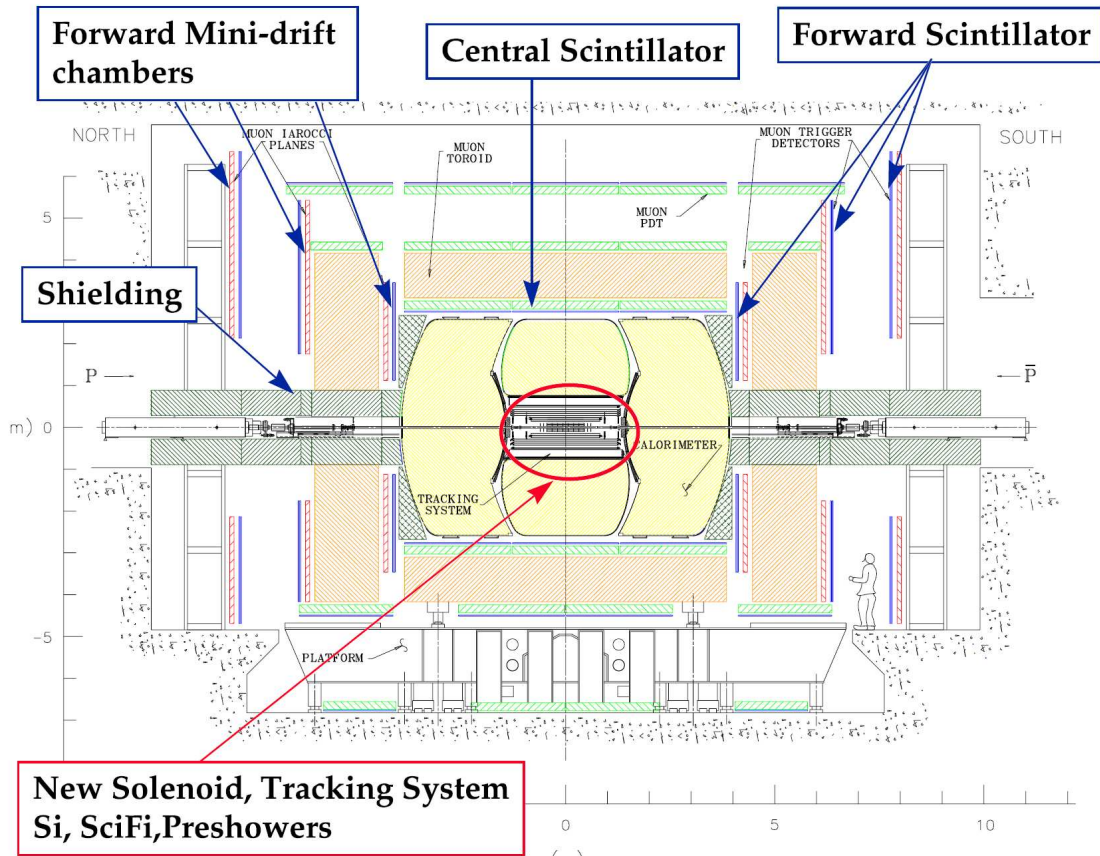 Forward Mini-drift
chambers
Central Scintillator
Forward Scintillator
NORTH
MUON IAROCCI
PLANES
MUON
TOROID
MUON TRIGGER
DETECTORS
SOUTH
5
MUON
PDT
Shielding
P
P̅
m) 0
CALORIMETER
TRACKING
SYSTEM
-5
PLATFORM
New Solenoid, Tracking System
Si, SciFi,Preshowers
0
5
10